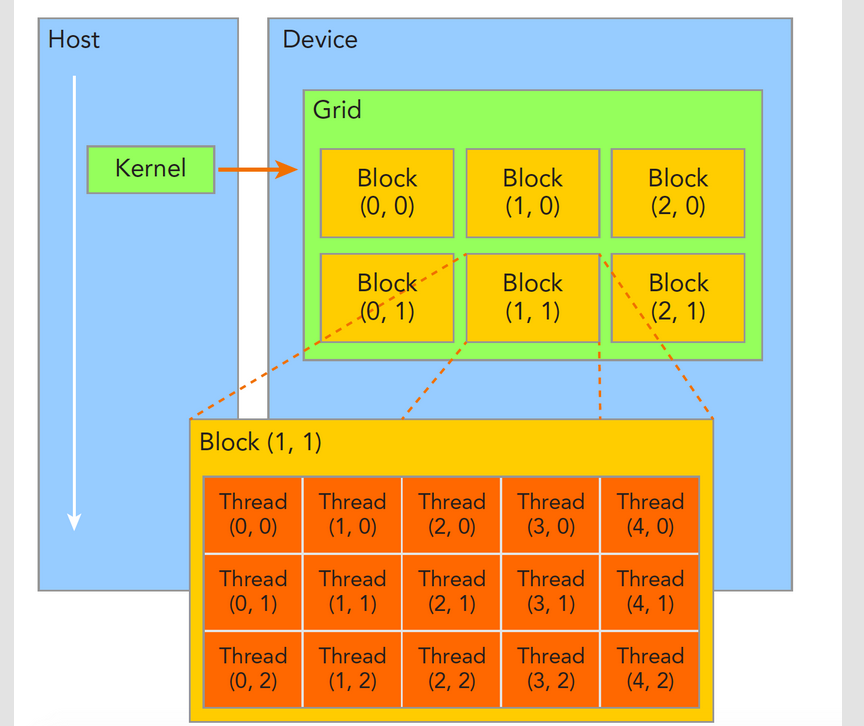 Host
Device
Grid
Kernel
Block
(0, 0)
Block
(1, 0)
Block
(2, 0)
Block
(0, 1)
Block
(1, 1)
Block
(2, 1)
Block (1, 1)
Thread
(0, 0)
Thread
(1, 0)
Thread
(2, 0)
Thread
(3, 0)
Thread
(4, 0)
Thread
(0, 1)
Thread
(1, 1)
Thread
(2, 1)
Thread
(3, 1)
Thread
(4, 1)
Thread
(0, 2)
Thread
(1, 2)
Thread
(2, 2)
Thread
(3, 2)
Thread
(4, 2)